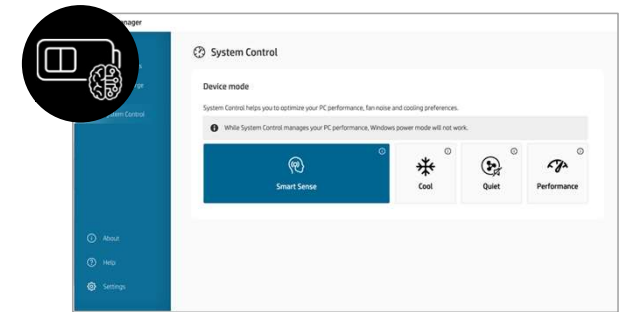 nager
System Control
Device mode
System Control helps you to optimize your PC performance, fan noise and cooling preferences.
While System Control manages your PC performance, Windows power mode will not work.
Smart Sense
Cool
Quiet
Performance
Control
About
Help
Settings